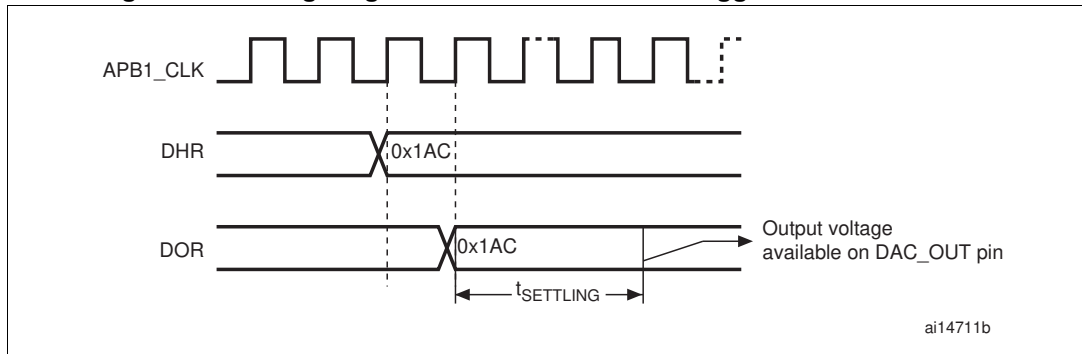 APB1_CLK
DHR
0x1AC
DOR
0x1AC
Output voltage
available on DAC_OUT pin
tSETTLING
ai14711b